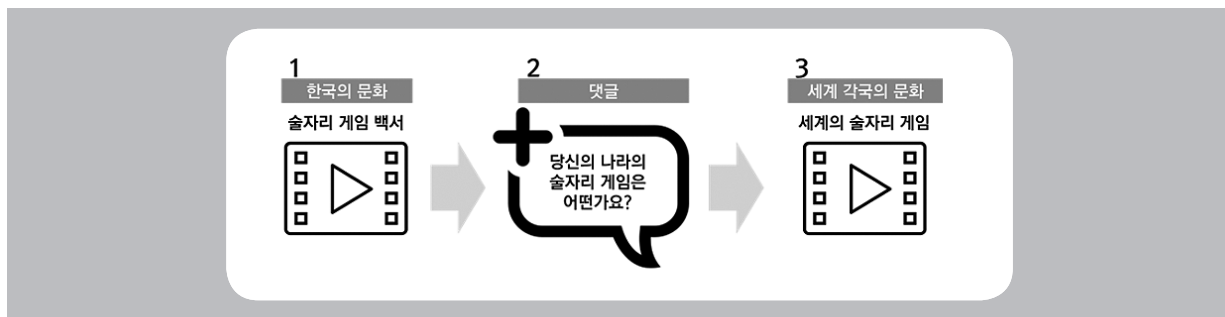 1
한국의 문화
술자리 게임 백서
2
댓글
당신의 나라의
술자리 게임은
어떤가요?
3
세계 각국의 문화
세계의 술자리 게임